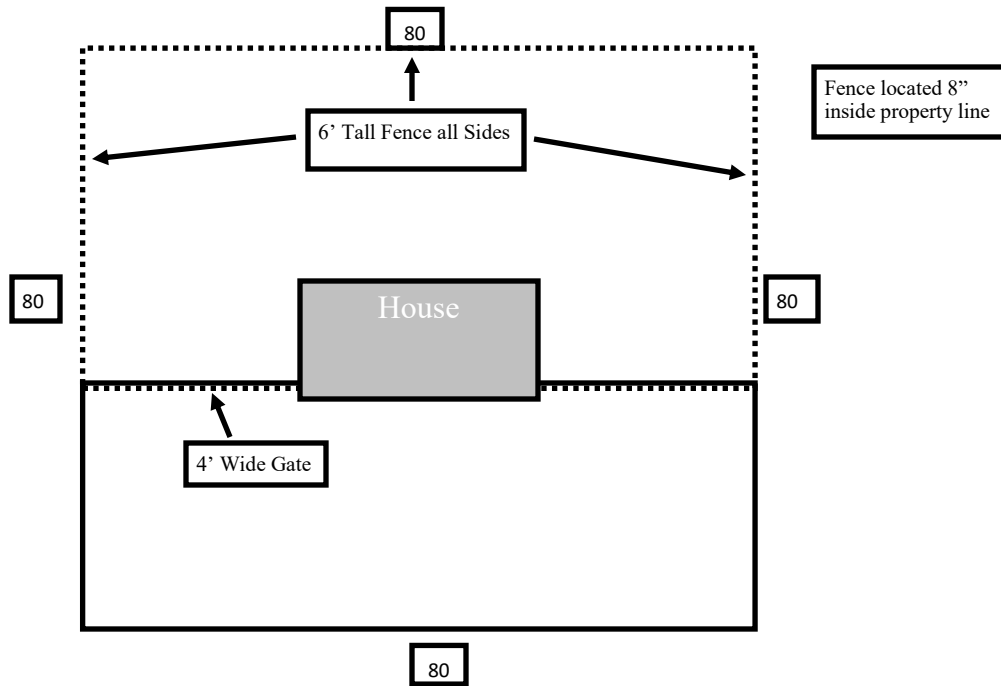 80
Fence located 8”
inside property line
6’ Tall Fence all Sides
80
80
House
4’ Wide Gate
80